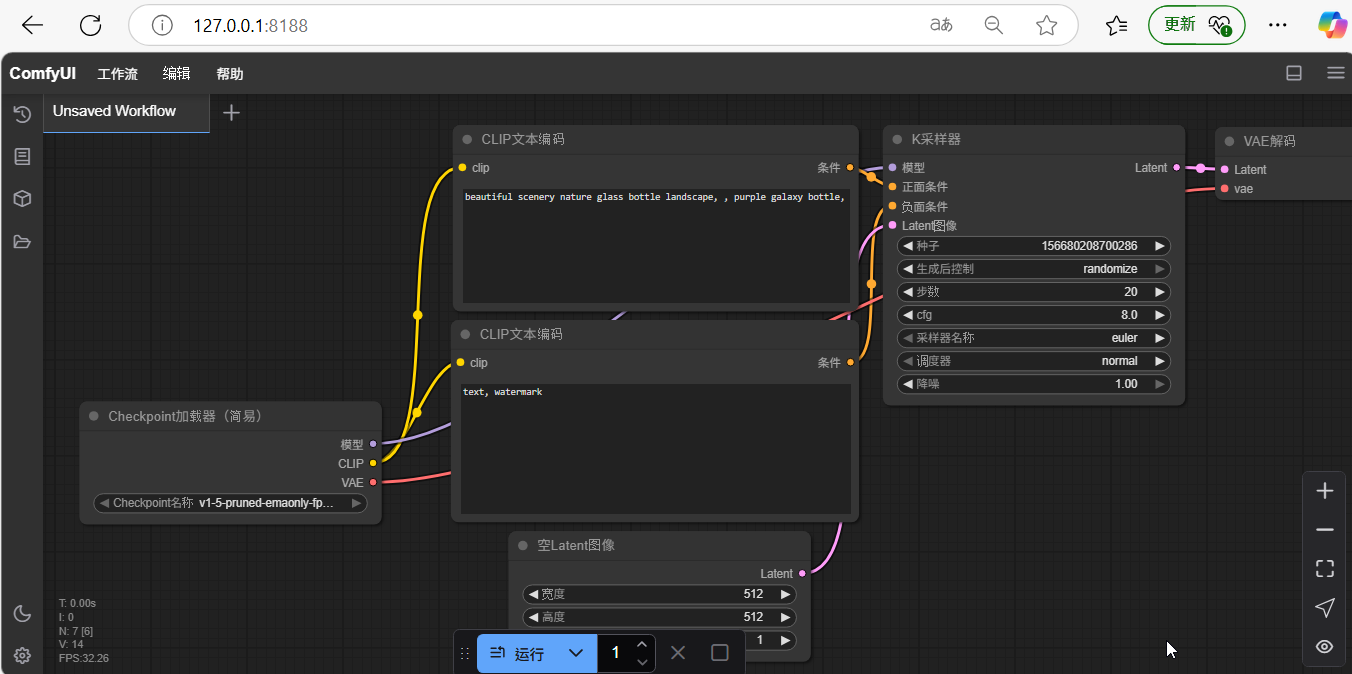 127.0.0.1:8188
aあ
更新
ComfyUI 工作流 编辑 帮助
Unsaved Workflow
CLIP文本编码
clip 条件
beautiful scenery nature glass bottle landscape, , purple galaxy bottle,
K采样器
模型 Latent
正面条件
负面条件
Latent图像
种子 156680208700286
生成后控制 randomize
步数 20
cfg 8.0
采样器名称 euler
调度器 normal
降噪 1.00
VAE解码
Latent
vae
CLIP文本编码
clip 条件
text, watermark
Checkpoint加载器（简易）
模型
CLIP
VAE
Checkpoint名称 v1-5-pruned-emaonly-fp...
空Latent图像
Latent
宽度 512
高度 512
1
T: 0.00s
I: 0
N: 7 [6]
V: 14
FPS:32.26
运行 1